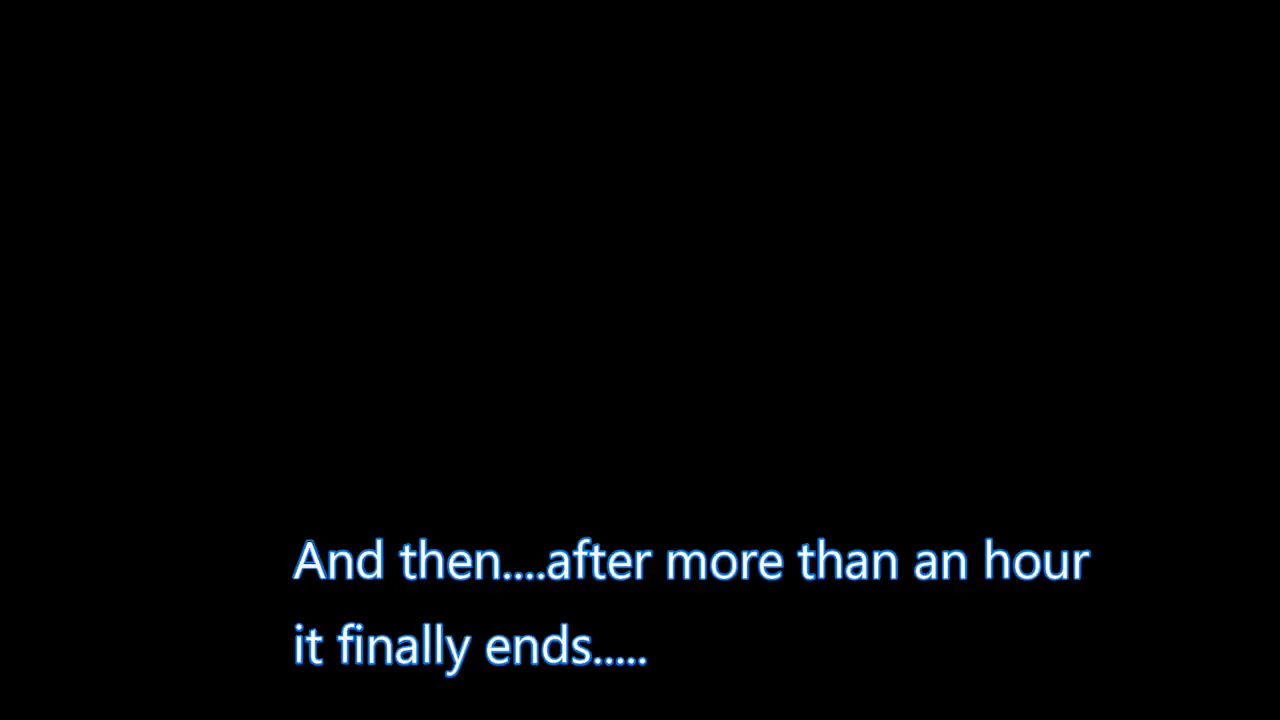 And then....after more than an hour
it finally ends.....